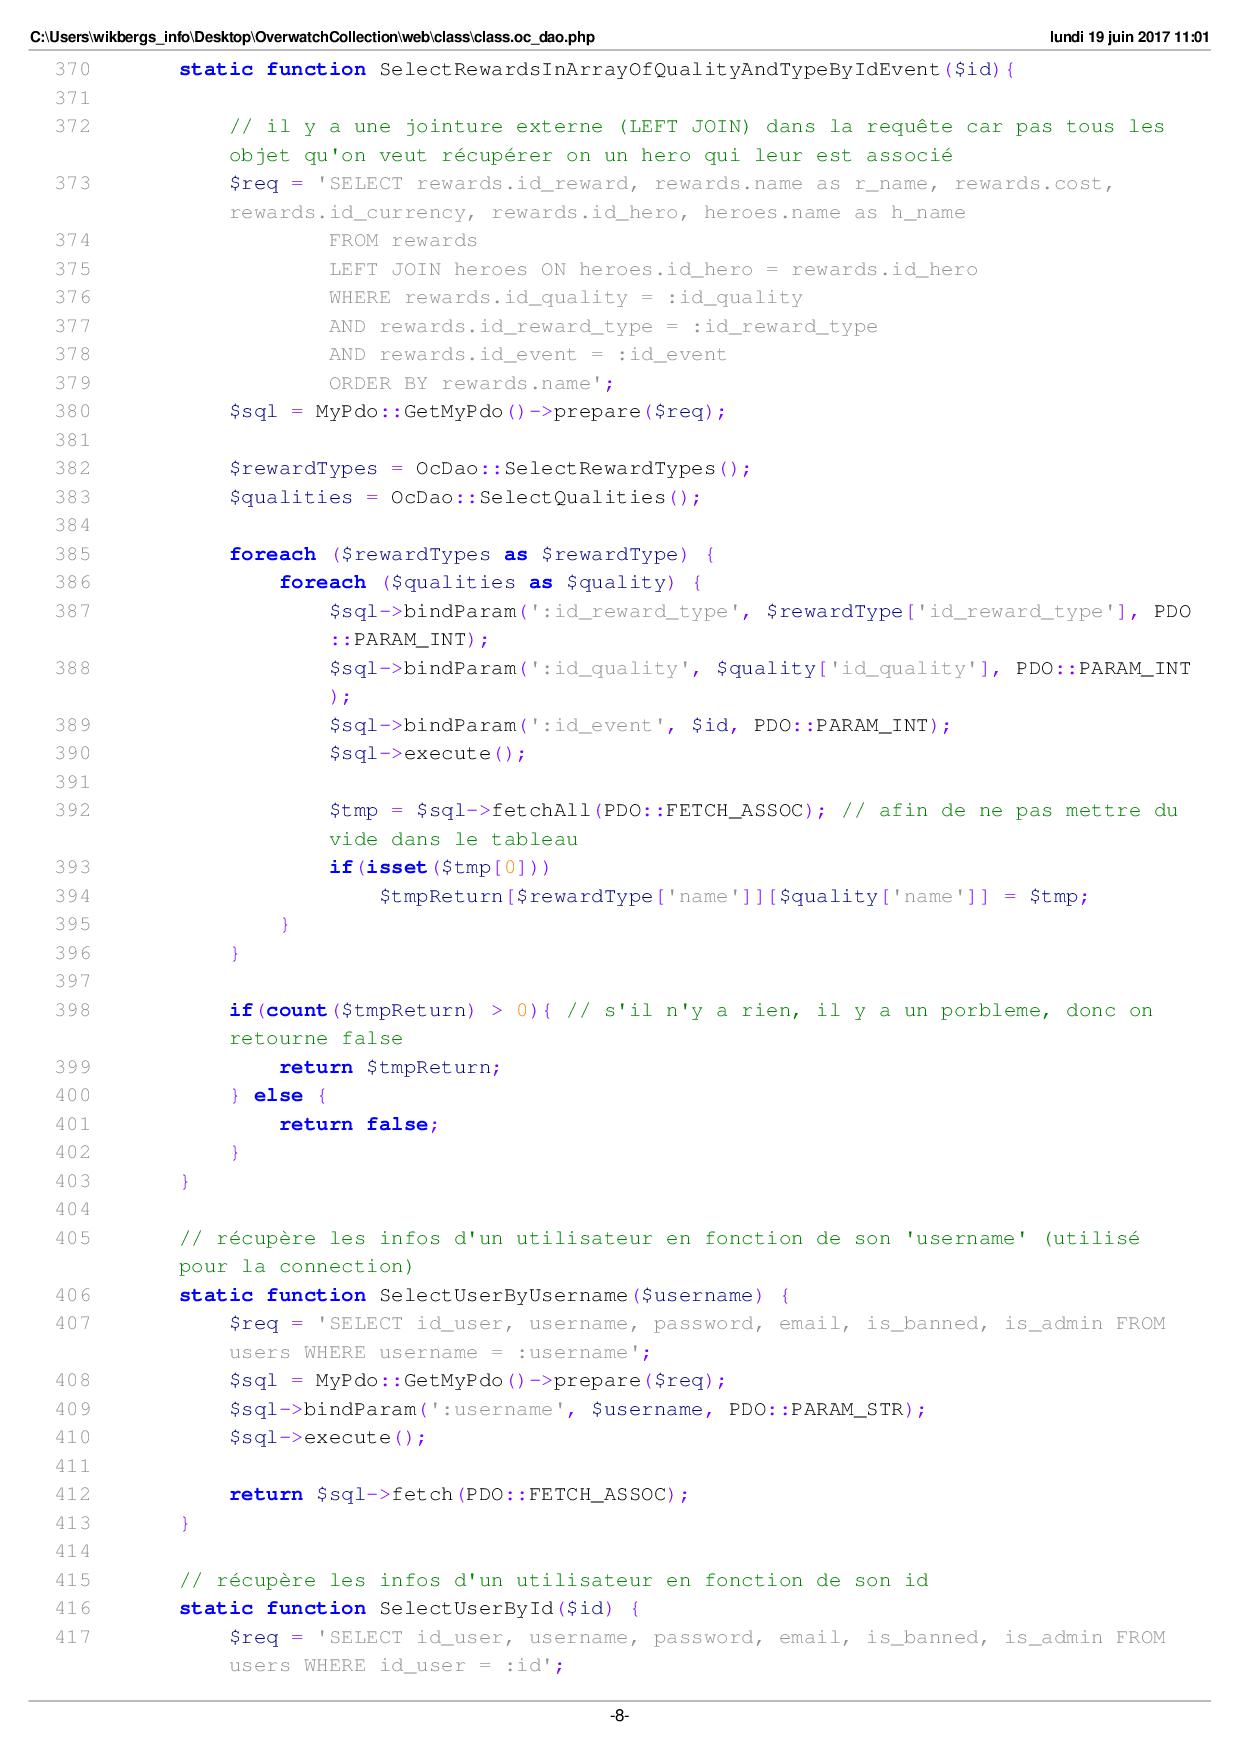 C:\Users\wikbergs_info\Desktop\OverwatchCollection\web\class\class.oc_dao.php lundi 19 juin 2017 11:01
370 static function SelectRewardsInArrayOfQualityAndTypeByIdEvent($id){
371
372 // il y a une jointure externe (LEFT JOIN) dans la requête car pas tous les
objet qu'on veut récupérer on un hero qui leur est associé
373 $req = 'SELECT rewards.id_reward, rewards.name as r_name, rewards.cost,
rewards.id_currency, rewards.id_hero, heroes.name as h_name
374 FROM rewards
375 LEFT JOIN heroes ON heroes.id_hero = rewards.id_hero
376 WHERE rewards.id_quality = :id_quality
377 AND rewards.id_reward_type = :id_reward_type
378 AND rewards.id_event = :id_event
379 ORDER BY rewards.name';
380 $sql = MyPdo::GetMyPdo()->prepare($req);
381
382 $rewardTypes = OcDao::SelectRewardTypes();
383 $qualities = OcDao::SelectQualities();
384
385 foreach ($rewardTypes as $rewardType) {
386 foreach ($qualities as $quality) {
387 $sql->bindParam(':id_reward_type', $rewardType['id_reward_type'], PDO
::PARAM_INT);
388 $sql->bindParam(':id_quality', $quality['id_quality'], PDO::PARAM_INT
);
389 $sql->bindParam(':id_event', $id, PDO::PARAM_INT);
390 $sql->execute();
391
392 $tmp = $sql->fetchAll(PDO::FETCH_ASSOC); // afin de ne pas mettre du
vide dans le tableau
393 if(isset($tmp[0]))
394 $tmpReturn[$rewardType['name']][$quality['name']] = $tmp;
395 }
396 }
397
398 if(count($tmpReturn) > 0){ // s'il n'y a rien, il y a un porbleme, donc on
retourne false
399 return $tmpReturn;
400 } else {
401 return false;
402 }
403 }
404
405 // récupère les infos d'un utilisateur en fonction de son 'username' (utilisé
pour la connection)
406 static function SelectUserByUsername($username) {
407 $req = 'SELECT id_user, username, password, email, is_banned, is_admin FROM
users WHERE username = :username';
408 $sql = MyPdo::GetMyPdo()->prepare($req);
409 $sql->bindParam(':username', $username, PDO::PARAM_STR);
410 $sql->execute();
411
412 return $sql->fetch(PDO::FETCH_ASSOC);
413 }
414
415 // récupère les infos d'un utilisateur en fonction de son id
416 static function SelectUserById($id) {
417 $req = 'SELECT id_user, username, password, email, is_banned, is_admin FROM
users WHERE id_user = :id';
-8-